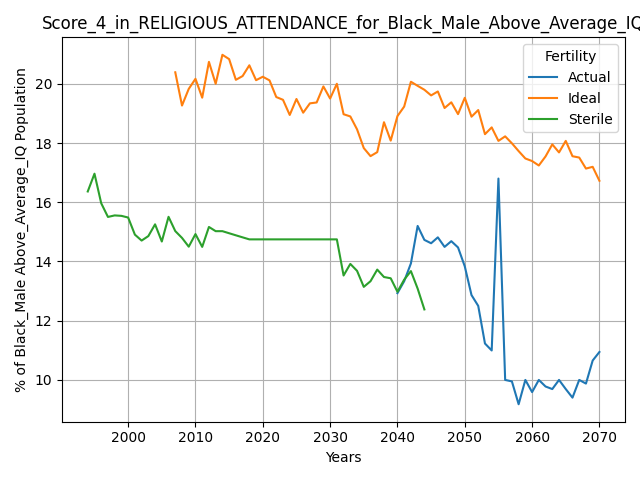 Score_4_in_RELIGIOUS_ATTENDANCE_for_Black_Male_Above_Average_IQ
Fertility
Actual
Ideal
Sterile
% of Black_Male Above_Average_IQ Population
20
18
16
14
12
10
2000 2010 2020 2030 2040 2050 2060 2070
Years